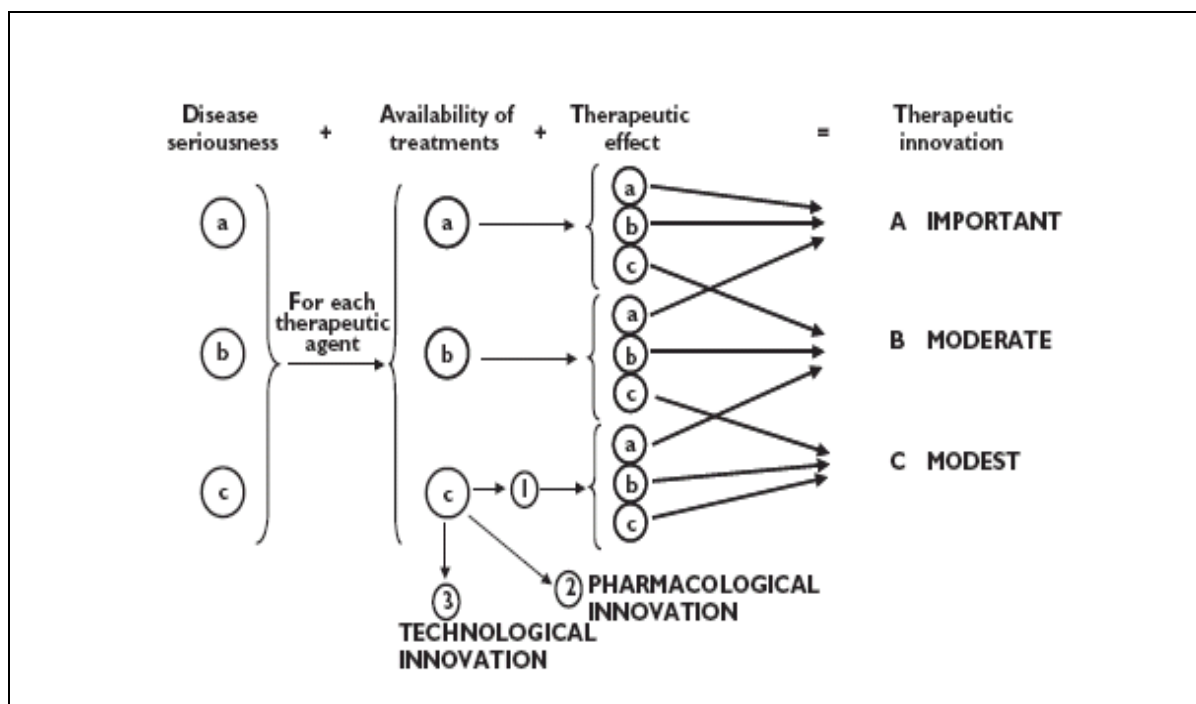 Disease + Availability of + Therapeutic = Therapeutic
seriousness treatments effect innovation
a
b
c
For each
therapeutic
agent
a
b
c
1
a
b
c
a
b
c
a
b
c
A IMPORTANT
B MODERATE
C MODEST
2 PHARMACOLOGICAL
INNOVATION
3
TECHNOLOGICAL
INNOVATION